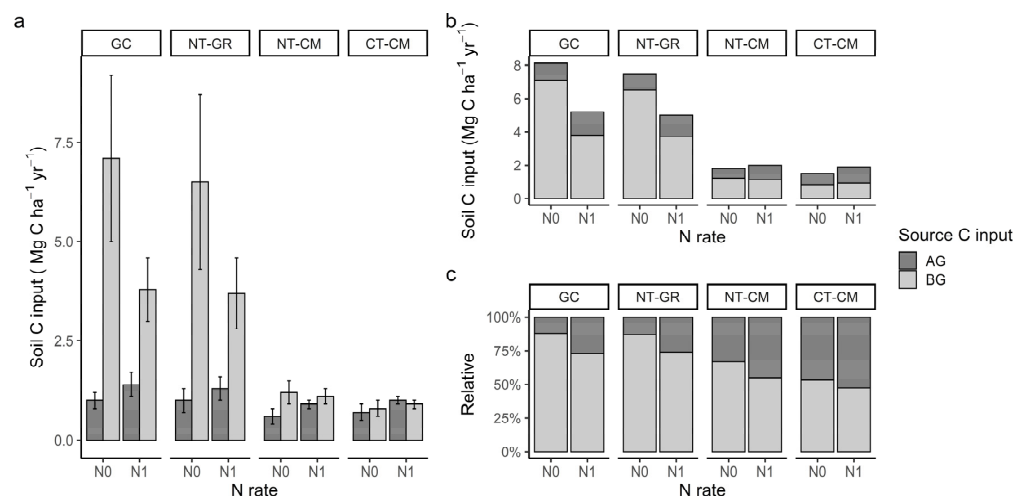 a
GC NT-GR NT-CM CT-CM
Soil C input ( Mg C ha⁻¹ yr⁻¹)
7.5
5.0
2.5
0.0
N0 N1 N0 N1 N0 N1 N0 N1
N rate
b
GC NT-GR NT-CM CT-CM
Soil C input (Mg C ha⁻¹ yr⁻¹)
8
6
4
2
0
N0 N1 N0 N1 N0 N1 N0 N1
N rate
c
GC NT-GR NT-CM CT-CM
Relative
100%
75%
50%
25%
0%
N0 N1 N0 N1 N0 N1 N0 N1
N rate
Source C input
AG
BG